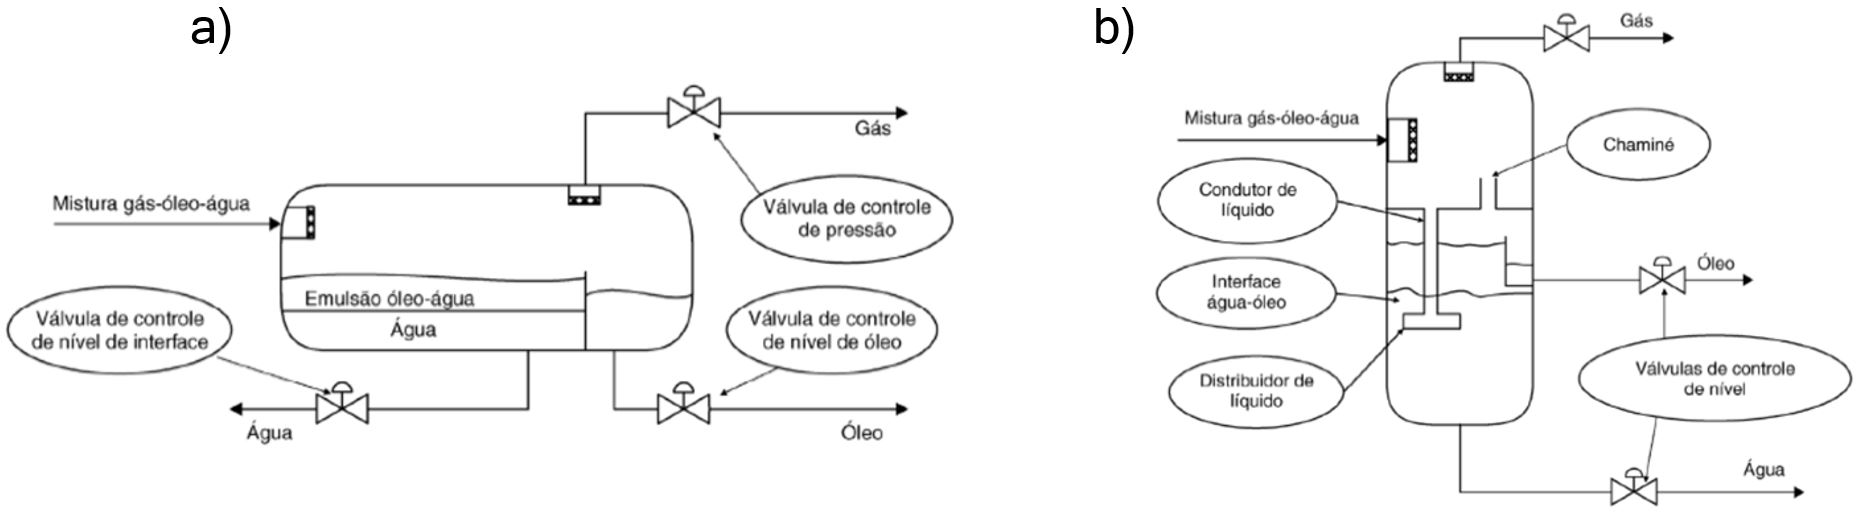 a)
Gás
Mistura gás-óleo-água
Válvula de controle
de pressão
Emulsão óleo-água
Água
Válvula de controle
de nível de interface
Válvula de controle
de nível de óleo
Água
Óleo
b)
Gás
Mistura gás-óleo-água
Chaminé
Condutor de
líquido
Óleo
Interface
água-óleo
Válvulas de controle
de nível
Distribuidor de
líquido
Água